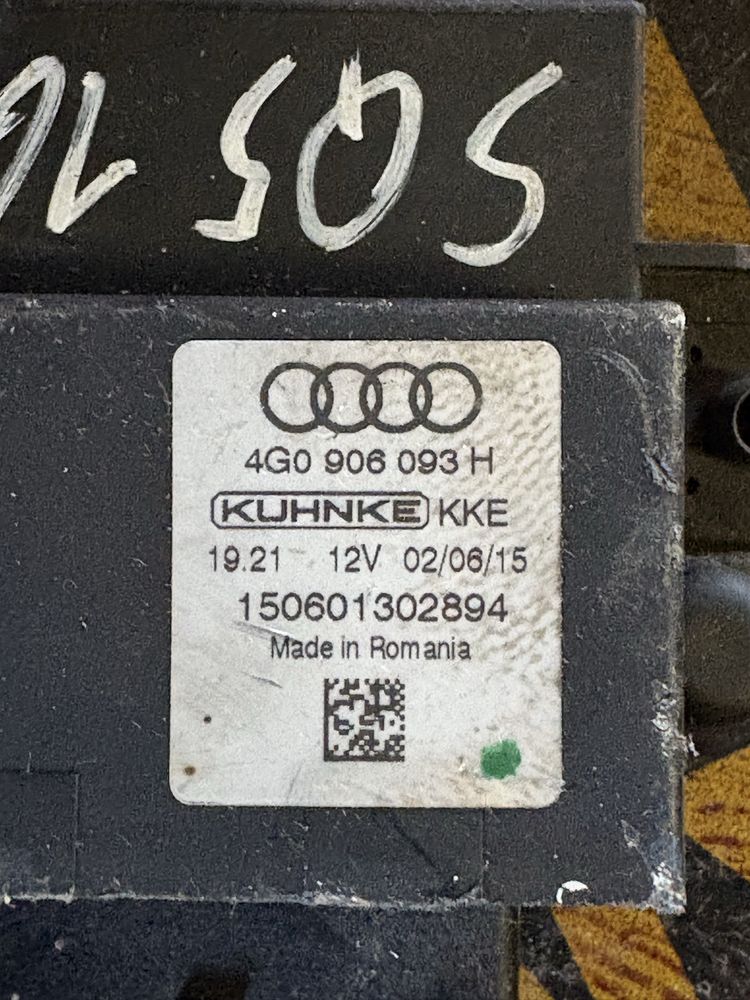 4G0 906 093 H
KUHNKE KKE
19.21 12V 02/06/15
150601302894
Made in Romania